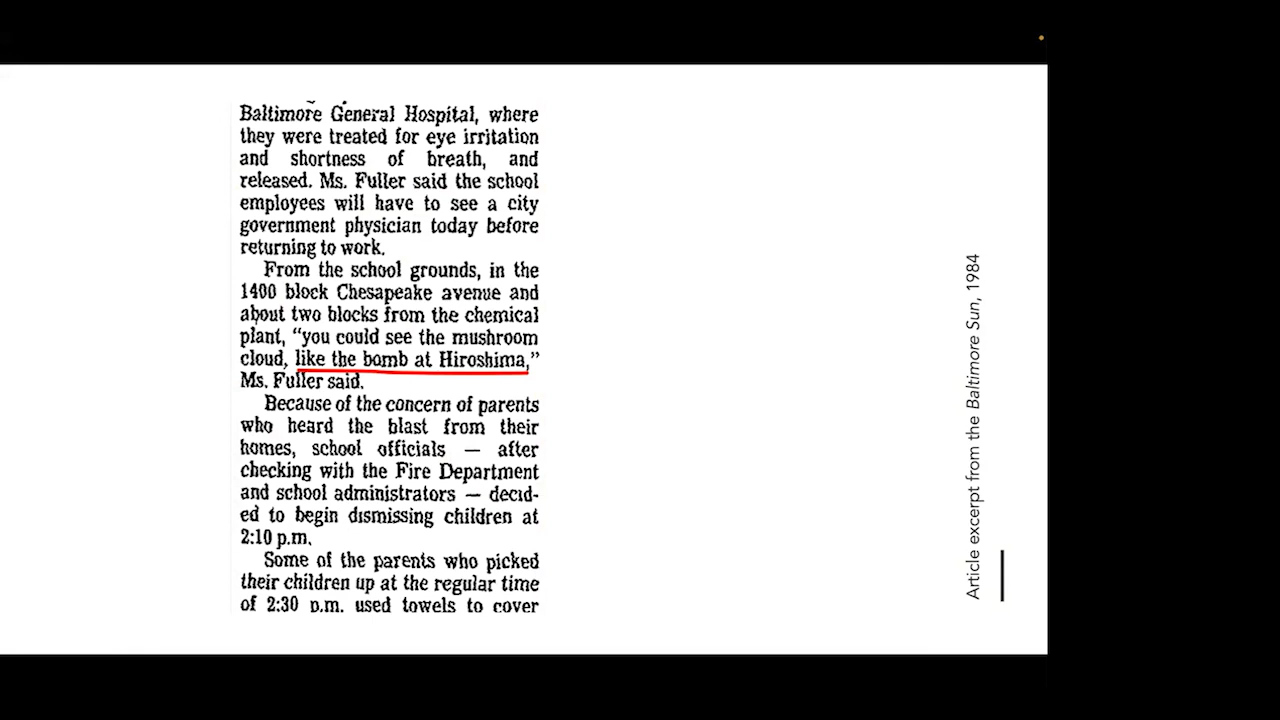 Baltimore General Hospital, where
they were treated for eye irritation
and shortness of breath, and
released. Ms. Fuller said the school
employees will have to see a city
government physician today before
returning to work.
From the school grounds, in the
1400 block Chesapeake avenue and
about two blocks from the chemical
plant, “you could see the mushroom
cloud, like the bomb at Hiroshima,”
Ms. Fuller said.
Because of the concern of parents
who heard the blast from their
homes, school officials — after
checking with the Fire Department
and school administrators — decid-
ed to begin dismissing children at
2:10 p.m.
Some of the parents who picked
their children up at the regular time
of 2:30 p.m. used towels to cover
Article excerpt from the Baltimore Sun, 1984